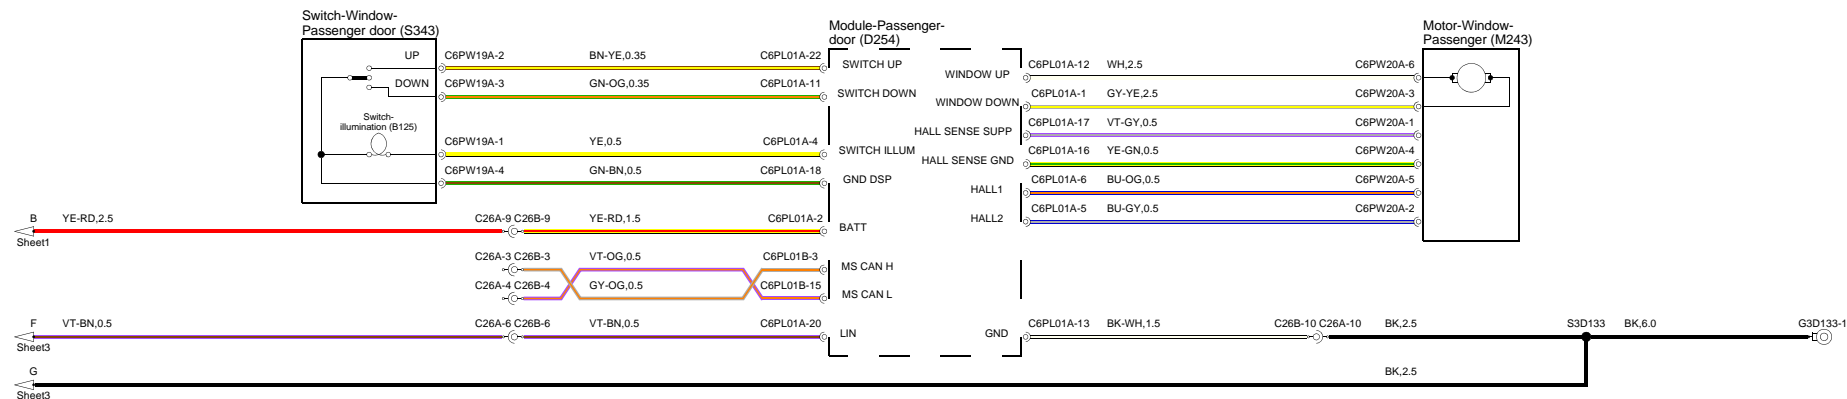 Switch-Window-
Passenger door (S343)
Module-Passenger-
door (D254)
Motor-Window-
Passenger (M243)
UP
C6PW19A-2 BN-YE,0.35 C6PL01A-22
SWITCH UP
DOWN
C6PW19A-3 GN-OG,0.35 C6PL01A-11
SWITCH DOWN
Switch-
illumination (B125)
C6PW19A-1 YE,0.5 C6PL01A-4
SWITCH ILLUM
C6PW19A-4 GN-BN,0.5 C6PL01A-18
GND DSP
WINDOW UP
C6PL01A-12 WH,2.5 C6PW20A-6
WINDOW DOWN
C6PL01A-1 GY-YE,2.5 C6PW20A-3
HALL SENSE SUPP
C6PL01A-17 VT-GY,0.5 C6PW20A-1
HALL SENSE GND
C6PL01A-16 YE-GN,0.5 C6PW20A-4
HALL1
C6PL01A-6 BU-OG,0.5 C6PW20A-5
HALL2
C6PL01A-5 BU-GY,0.5 C6PW20A-2
B YE-RD,2.5 C26A-9 C26B-9 YE-RD,1.5 C6PL01A-2
BATT
Sheet1
C26A-3 C26B-3 VT-OG,0.5 C6PL01B-3
MS CAN H
C26A-4 C26B-4 GY-OG,0.5 C6PL01B-15
MS CAN L
F VT-BN,0.5 C26A-6 C26B-6 VT-BN,0.5 C6PL01A-20
LIN
Sheet3
GND
C6PL01A-13 BK-WH,1.5 C26B-10 C26A-10 BK,2.5 S3D133 BK,6.0 G3D133-1
G BK,2.5
Sheet3